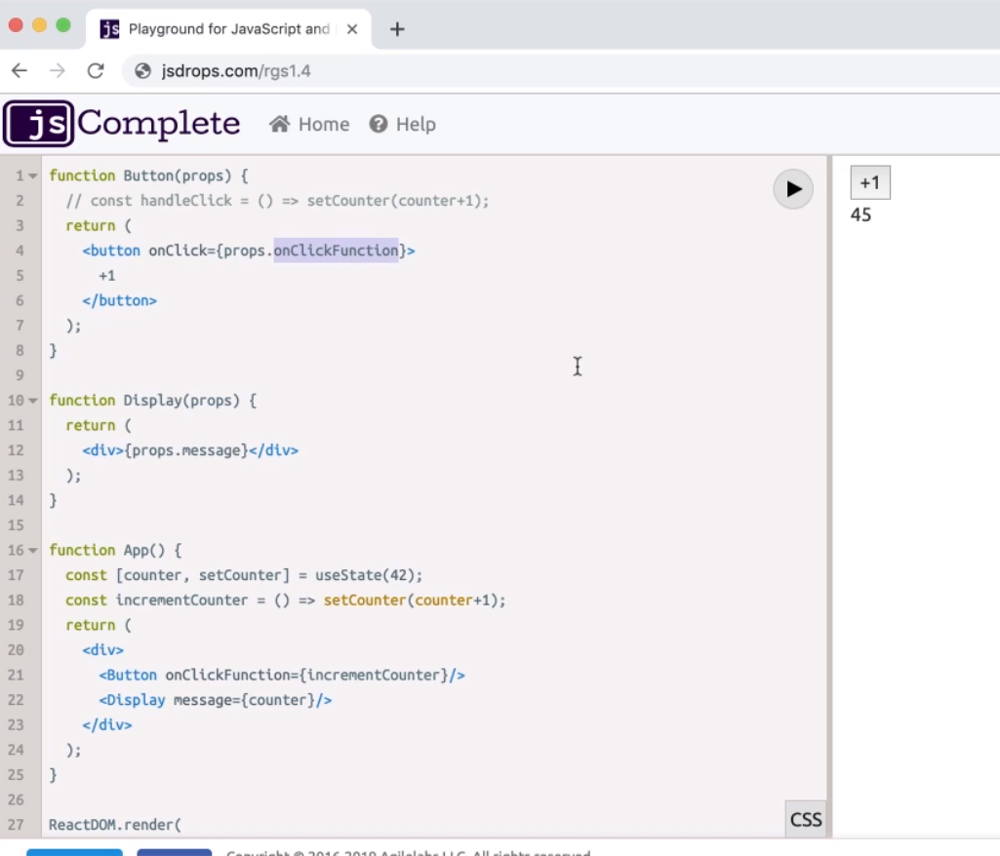 js Playground for JavaScript and
jsdrops.com/rgs1.4
jsComplete Home Help
1 function Button(props) {
2 // const handleClick = () => setCounter(counter+1);
3 return (
4 <button onClick={props.onClickFunction}>
5 +1
6 </button>
7 );
8 }
9
10 function Display(props) {
11 return (
12 <div>{props.message}</div>
13 );
14 }
15
16 function App() {
17 const [counter, setCounter] = useState(42);
18 const incrementCounter = () => setCounter(counter+1);
19 return (
20 <div>
21 <Button onClickFunction={incrementCounter}/>
22 <Display message={counter}/>
23 </div>
24 );
25 }
26
27 ReactDOM.render(
CSS
+1
45
Copyright © 2016-2019 Agilelabs LLC. All rights reserved